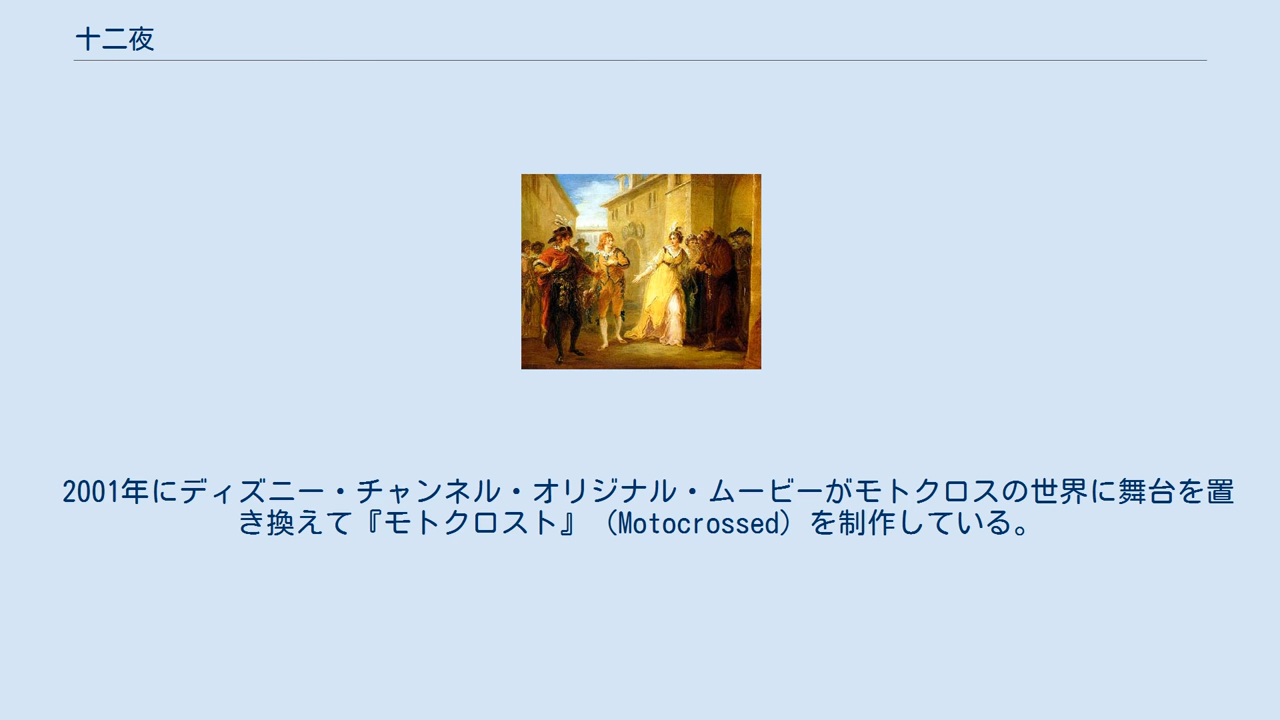 十二夜
2001年にディズニー・チャンネル・オリジナル・ムービーがモトクロスの世界に舞台を置
き換えて『モトクロスト』（Motocrossed）を制作している。